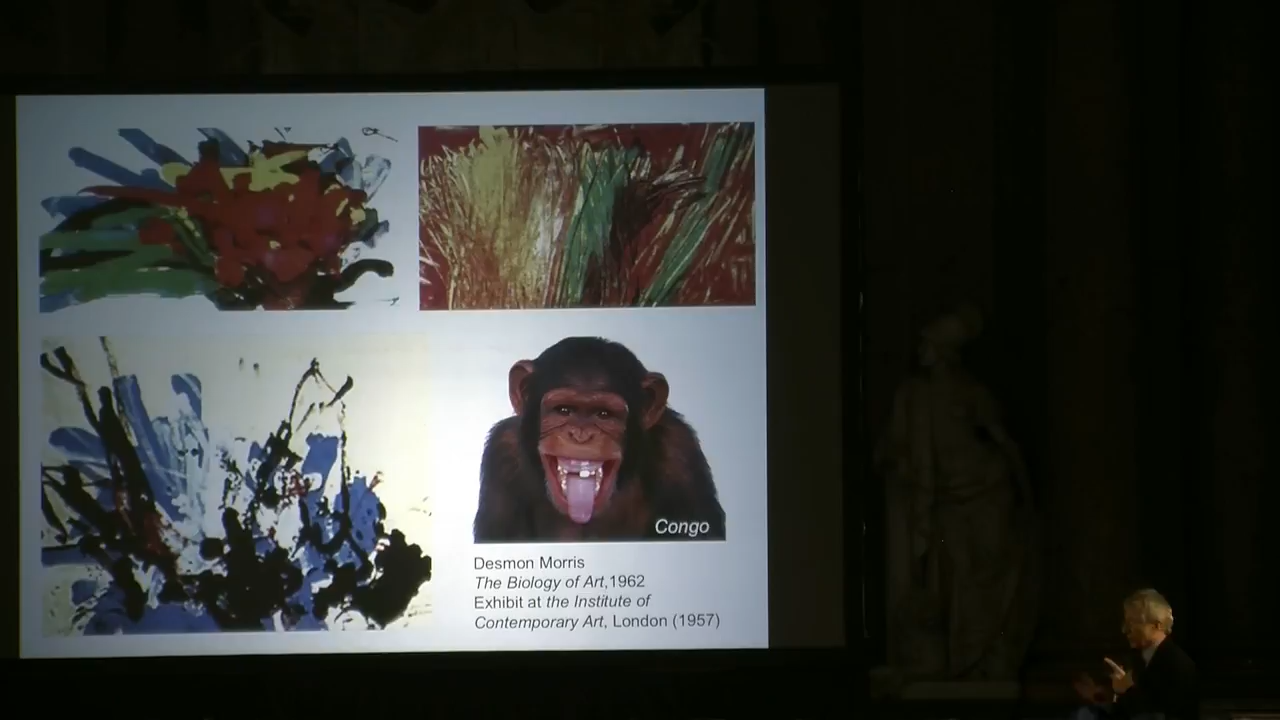 Congo
Desmon Morris
The Biology of Art,1962
Exhibit at the Institute of
Contemporary Art, London (1957)